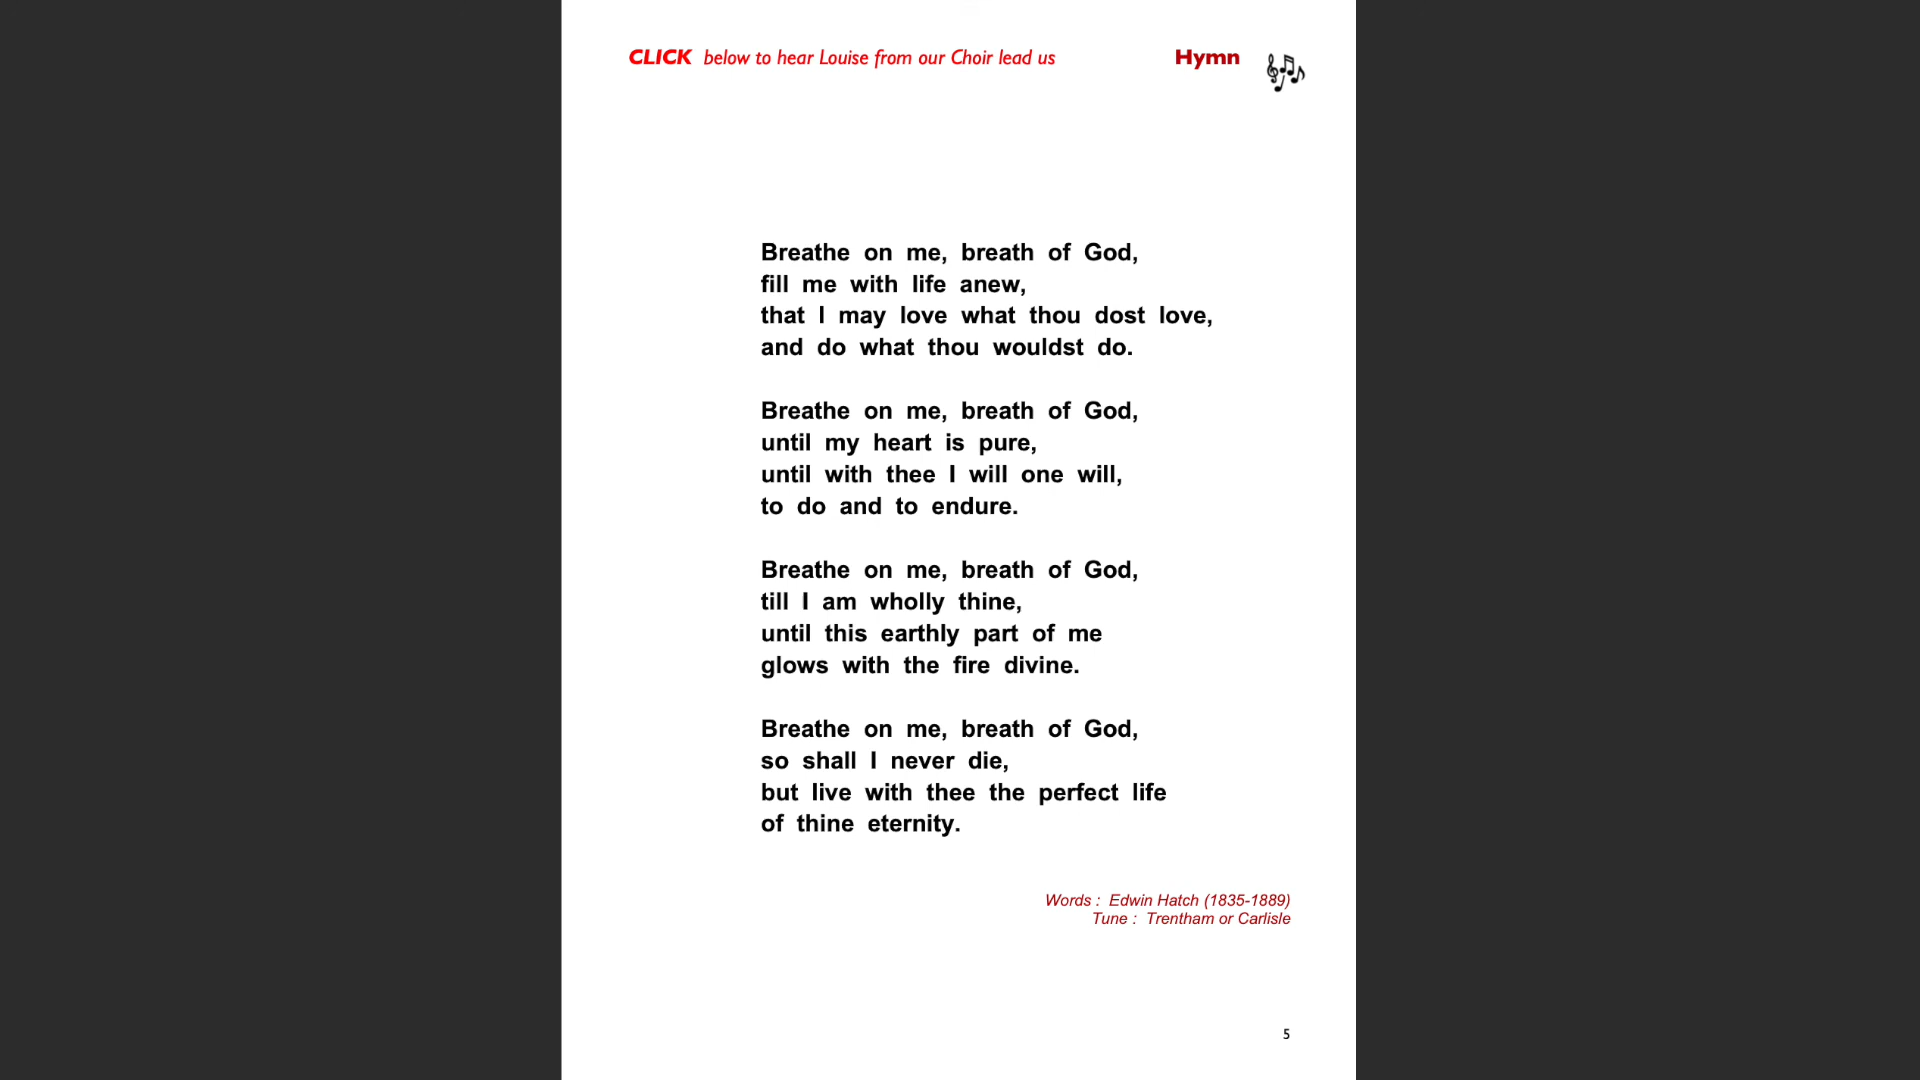 CLICK below to hear Louise from our Choir lead us
Hymn
Breathe on me, breath of God,
fill me with life anew,
that I may love what thou dost love,
and do what thou wouldst do.
Breathe on me, breath of God,
until my heart is pure,
until with thee I will one will,
to do and to endure.
Breathe on me, breath of God,
till I am wholly thine,
until this earthly part of me
glows with the fire divine.
Breathe on me, breath of God,
so shall I never die,
but live with thee the perfect life
of thine eternity.
Words : Edwin Hatch (1835-1889)
Tune : Trentham or Carlisle
5